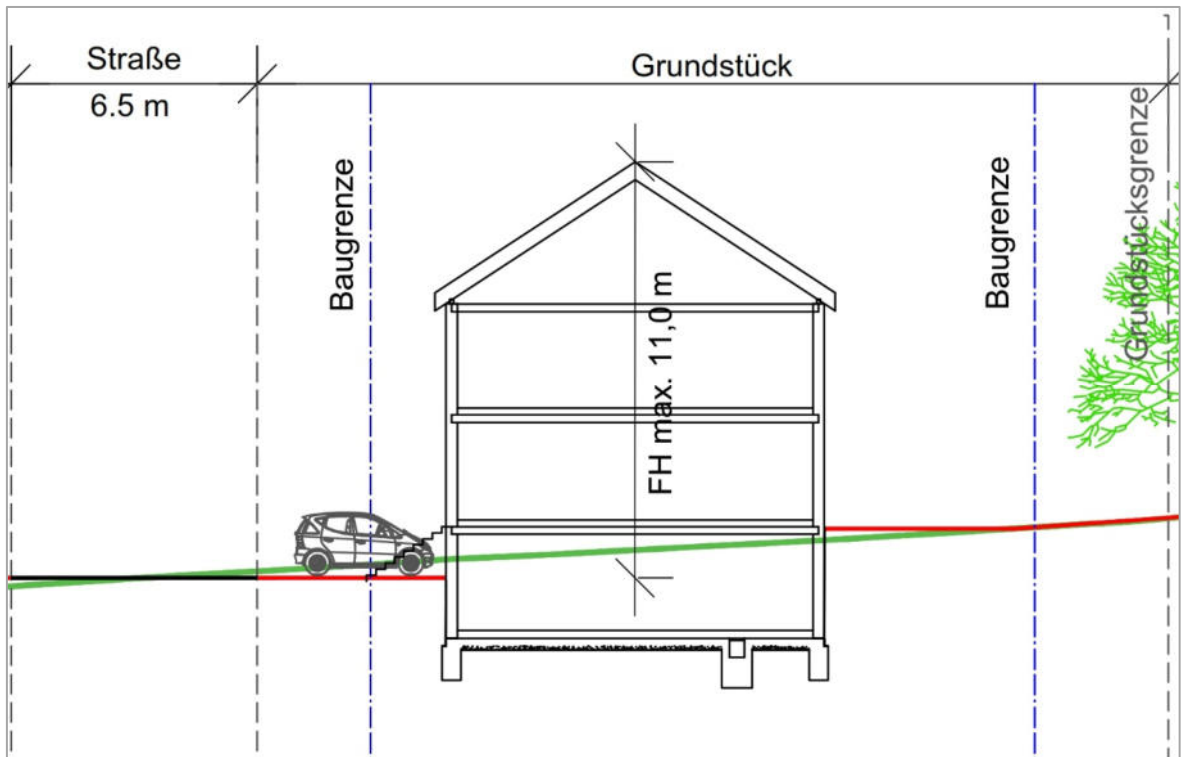 Straße
6.5 m
Grundstück
Baugrenze
FH max. 11,0 m
Baugrenze
Grundstücksgrenze